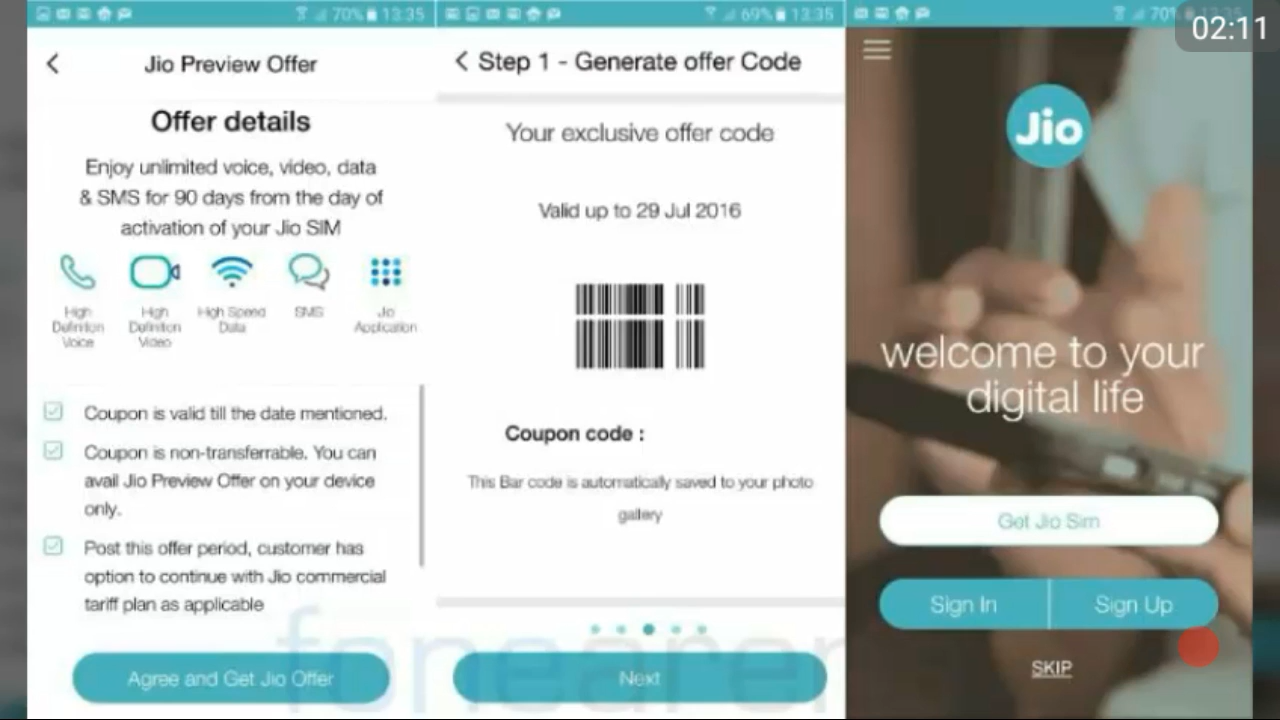 70% 13:35
Jio Preview Offer
Offer details
Enjoy unlimited voice, video, data
& SMS for 90 days from the day of
activation of your Jio SIM
High Definition Voice
High Definition Video
High Speed Data
SMS
Jio Application
Coupon is valid till the date mentioned.
Coupon is non-transferrable. You can
avail Jio Preview Offer on your device
only.
Post this offer period, customer has
option to continue with Jio commercial
tariff plan as applicable
Agree and Get Jio Offer
69% 13:35
Step 1 - Generate offer Code
Your exclusive offer code
Valid up to 29 Jul 2016
Coupon code :
This Bar code is automatically saved to your photo
gallery
Next
70%
02:11
Jio
welcome to your
digital life
Get Jio Sim
Sign In
Sign Up
SKIP